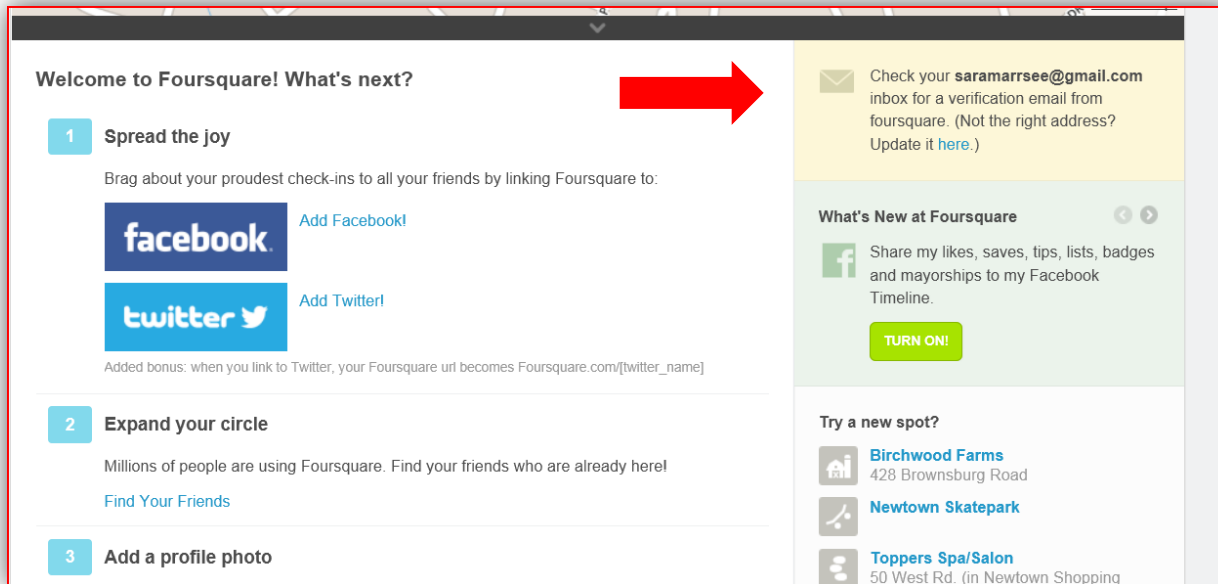 Welcome to Foursquare! What's next?
1 Spread the joy
Brag about your proudest check-ins to all your friends by linking Foursquare to:
facebook.
Add Facebook!
twitter
Add Twitter!
Added bonus: when you link to Twitter, your Foursquare url becomes Foursquare.com/[twitter_name]
2 Expand your circle
Millions of people are using Foursquare. Find your friends who are already here!
Find Your Friends
3 Add a profile photo
Check your saramarrsee@gmail.com
inbox for a verification email from
foursquare. (Not the right address?
Update it here.)
What's New at Foursquare
Share my likes, saves, tips, lists, badges
and mayorships to my Facebook
Timeline.
TURN ON!
Try a new spot?
Birchwood Farms
428 Brownsburg Road
Newtown Skatepark
Toppers Spa/Salon
50 West Rd. (in Newtown Shopping